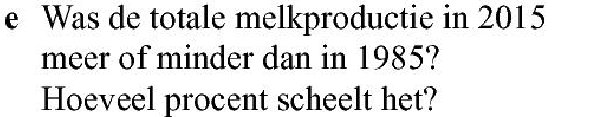 e Was de totale melkproductie in 2015
meer of minder dan in 1985?
Hoeveel procent scheelt het?